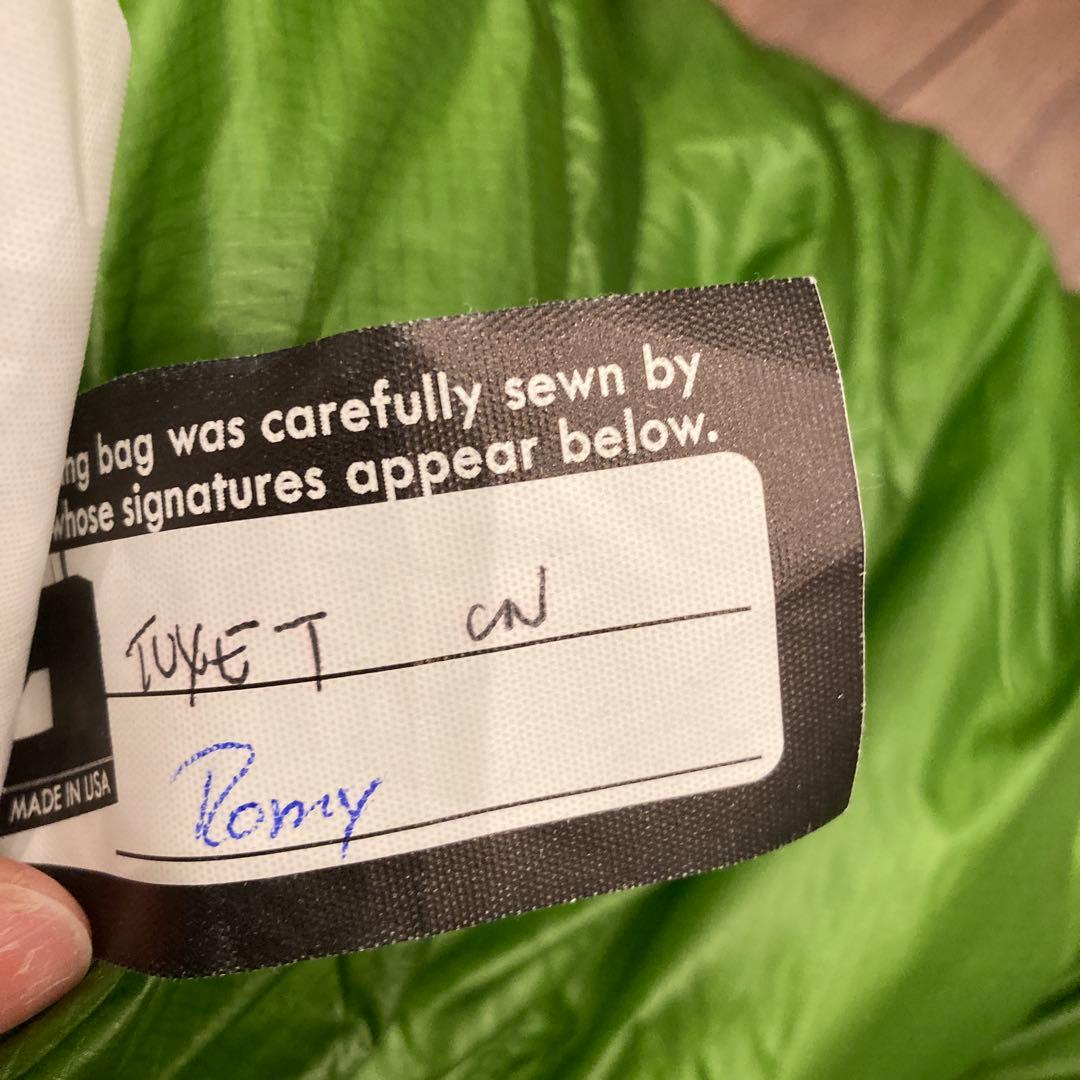 ng bag was carefully sewn by
whose signatures appear below.
TUYET T CN
Romy
MADE IN USA